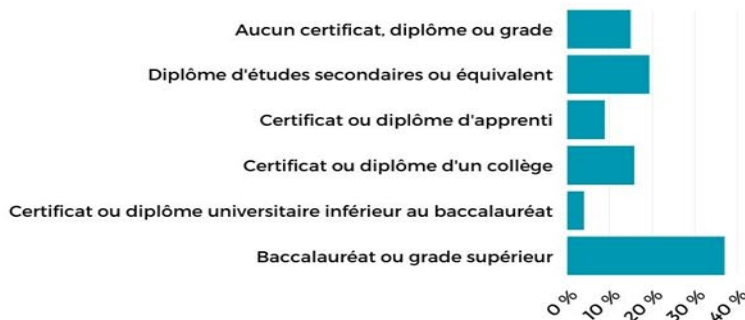 Aucun certificat, diplôme ou grade
Diplôme d'études secondaires ou équivalent
Certificat ou diplôme d'apprenti
Certificat ou diplôme d'un collège
Certificat ou diplôme universitaire inférieur au baccalauréat
Baccalauréat ou grade supérieur
0 %
10 %
20 %
30 %
40 %